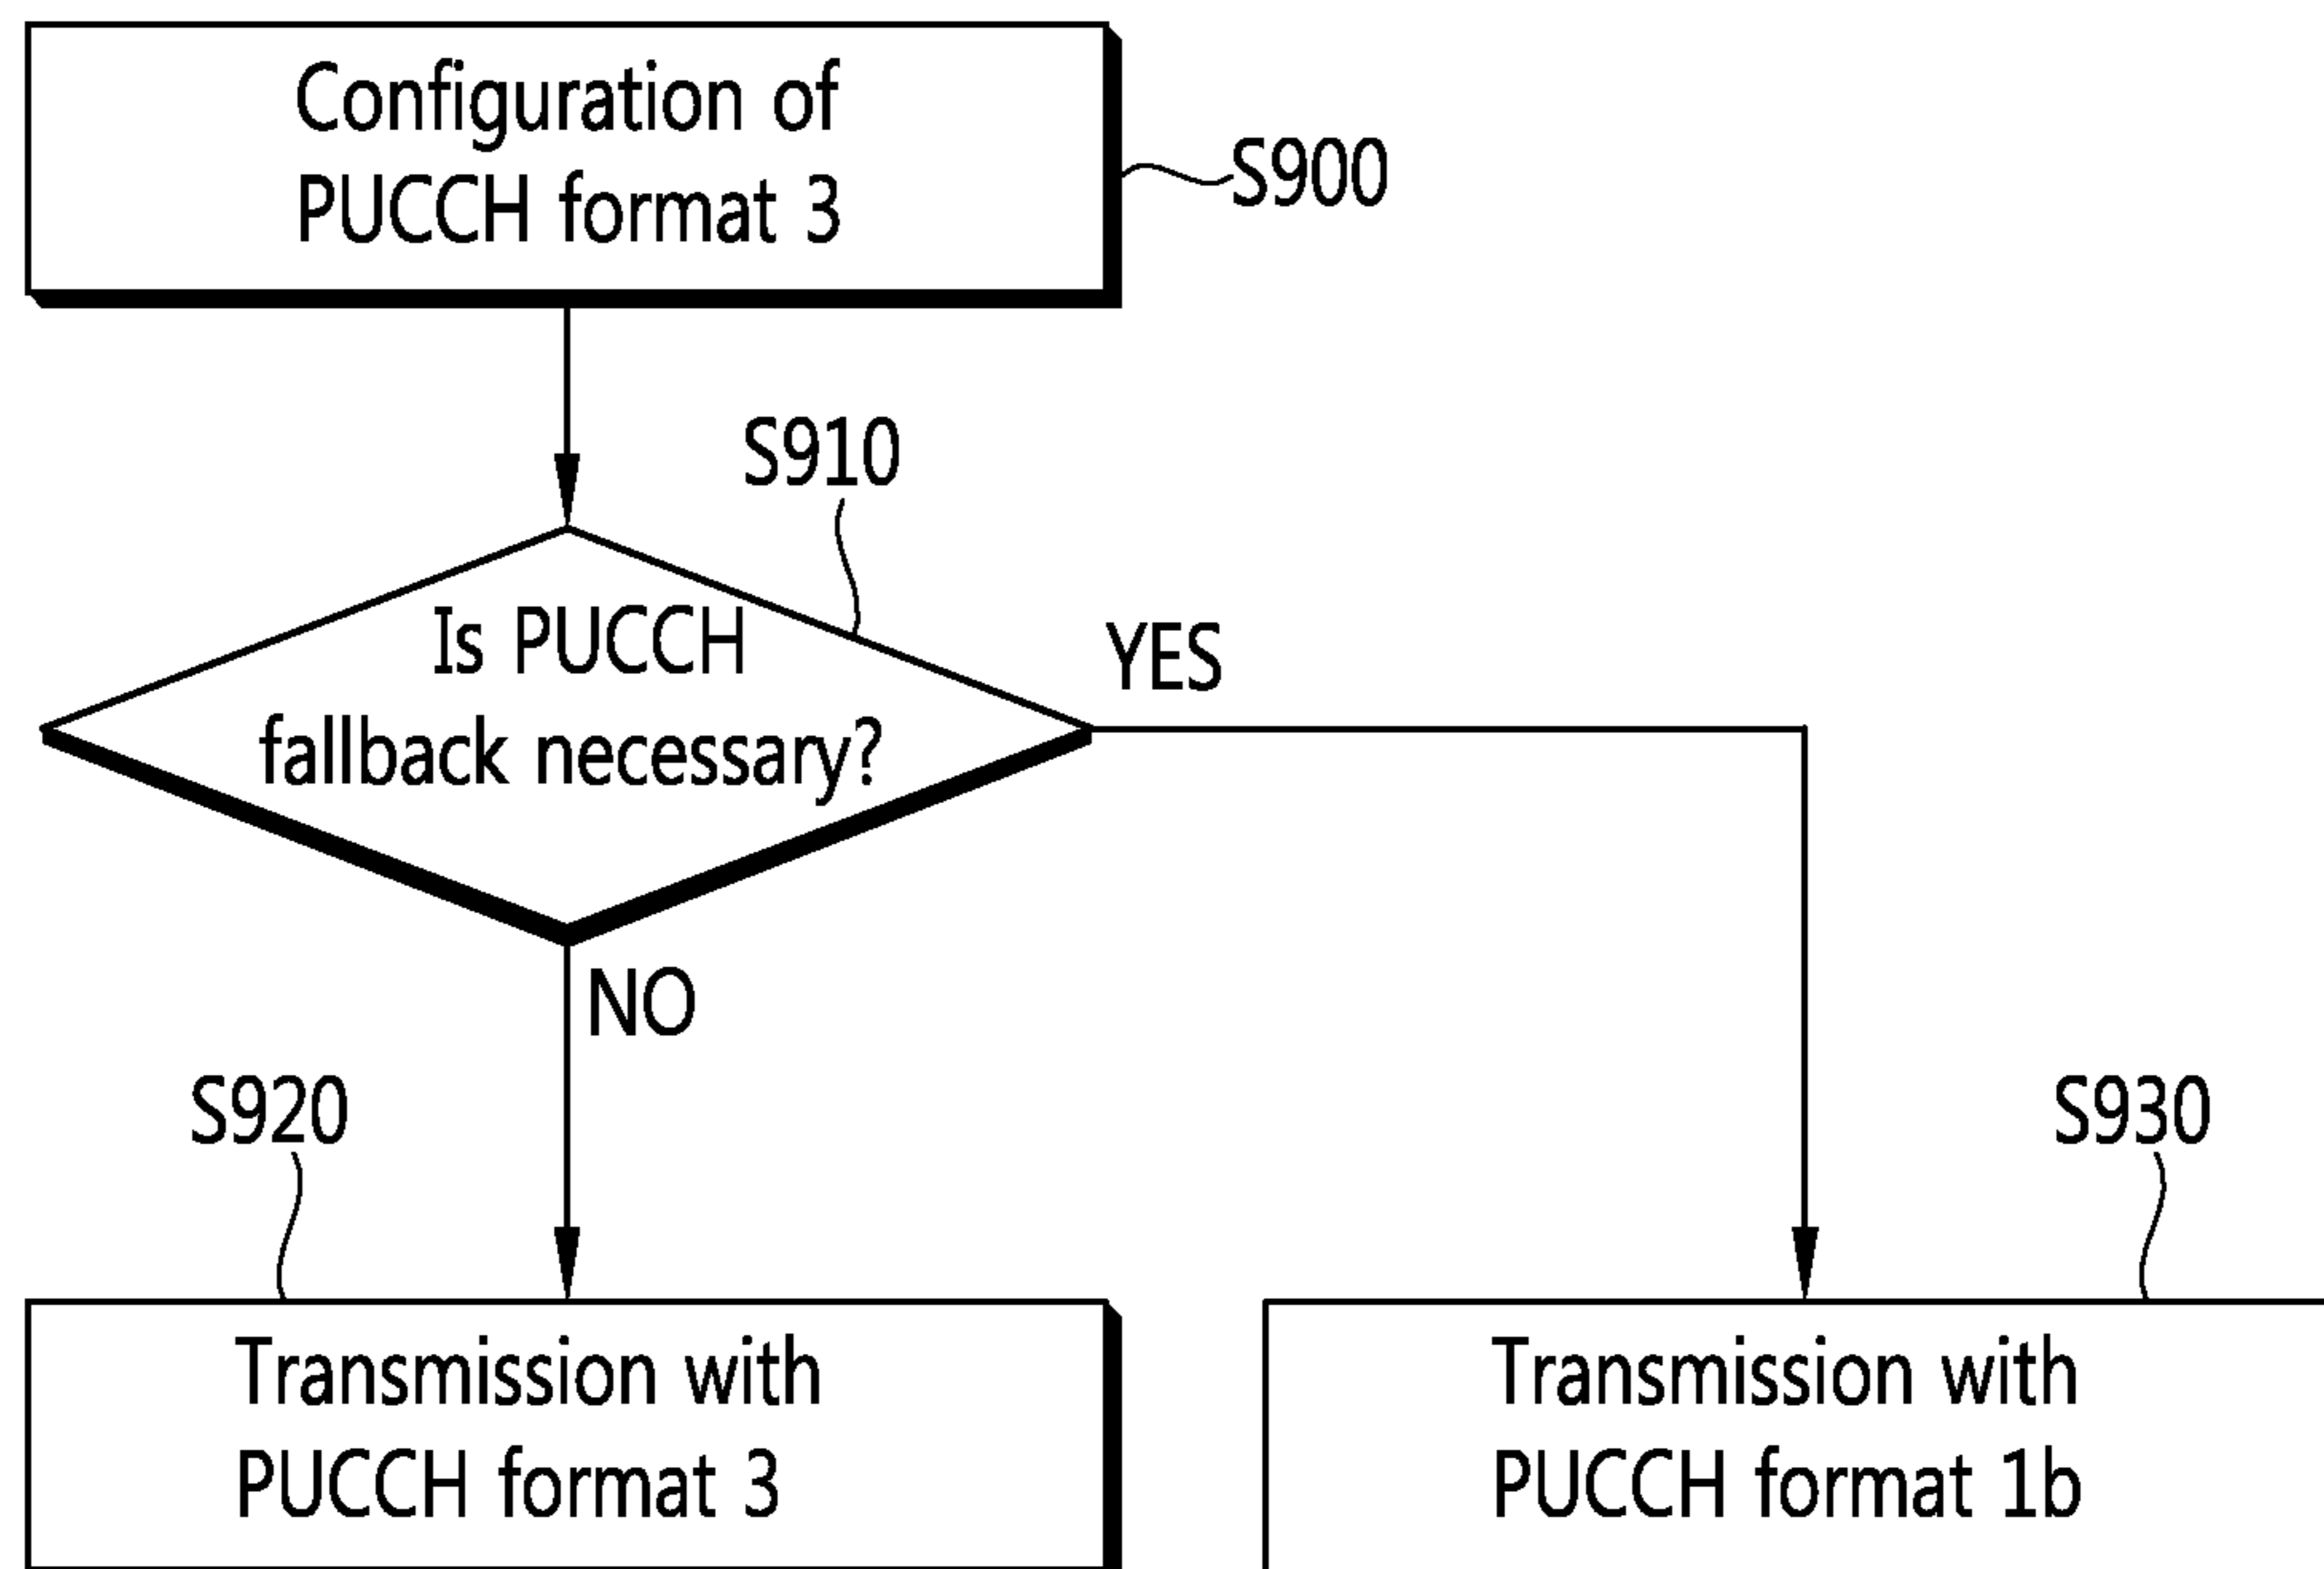 Configuration of
PUCCH format 3
S900
S910
Is PUCCH
fallback necessary?
YES
NO
S920
S930
Transmission with
PUCCH format 3
Transmission with
PUCCH format 1b